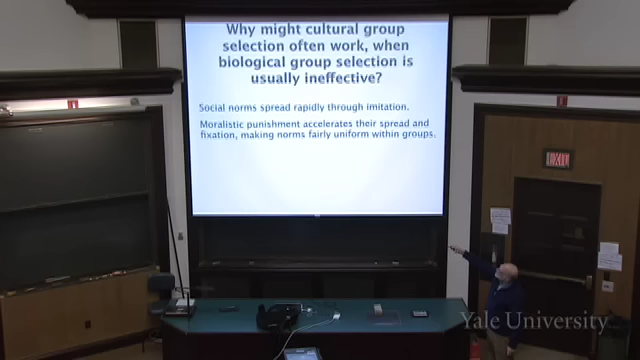 Why might cultural group
selection often work, when
biological group selection is
usually ineffective?
Social norms spread rapidly through imitation.
Moralistic punishment accelerates their spread and
fixation, making norms fairly uniform within groups.
EXIT
Yale University